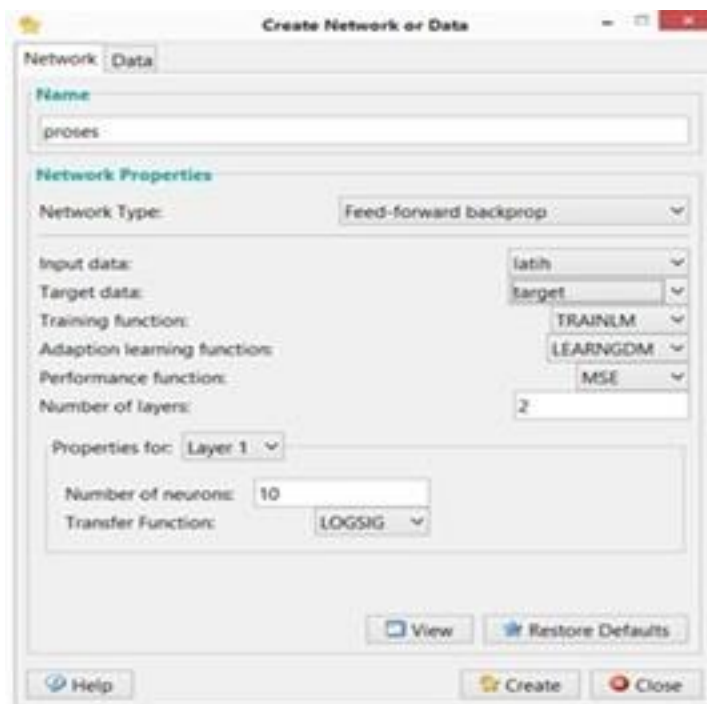 Create Network or Data
Network Data
Name
proses
Network Properties
Network Type: Feed-forward backprop
Input data: latih
Target data: target
Training function: TRAINLM
Adaption learning function: LEARNGDM
Performance function: MSE
Number of layers: 2
Properties for: Layer 1
Number of neurons: 10
Transfer Function: LOGSIG
View Restore Defaults
Help Create Close